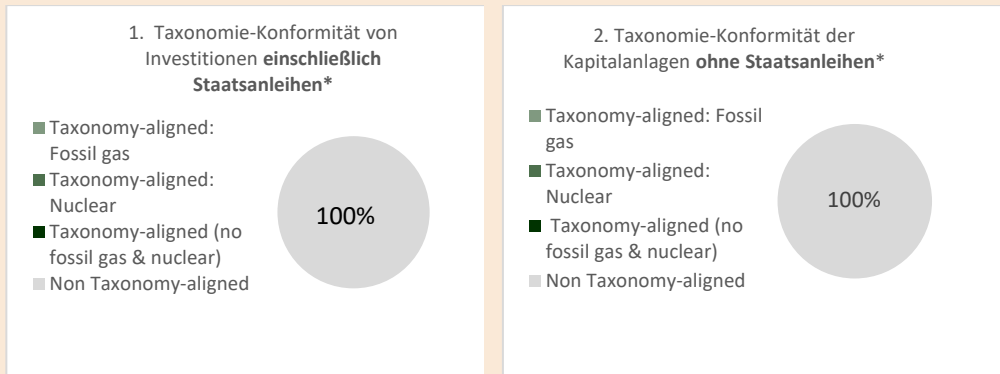 1. Taxonomie-Konformität von
Investitionen einschließlich
Staatsanleihen*
Taxonomy-aligned:
Fossil gas
Taxonomy-aligned:
Nuclear
Taxonomy-aligned (no
fossil gas & nuclear)
Non Taxonomy-aligned
100%
2. Taxonomie-Konformität der
Kapitalanlagen ohne Staatsanleihen*
Taxonomy-aligned: Fossil
gas
Taxonomy-aligned:
Nuclear
Taxonomy-aligned (no
fossil gas & nuclear)
Non Taxonomy-aligned
100%